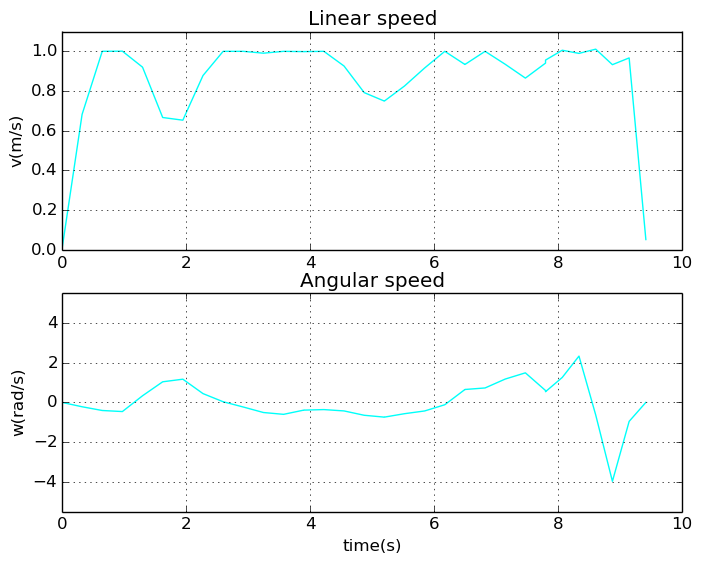 Linear speed
1.0
0.8
0.6
0.4
0.2
0.0
v(m/s)
0 2 4 6 8 10
Angular speed
4
2
0
−2
−4
w(rad/s)
0 2 4 6 8 10
time(s)